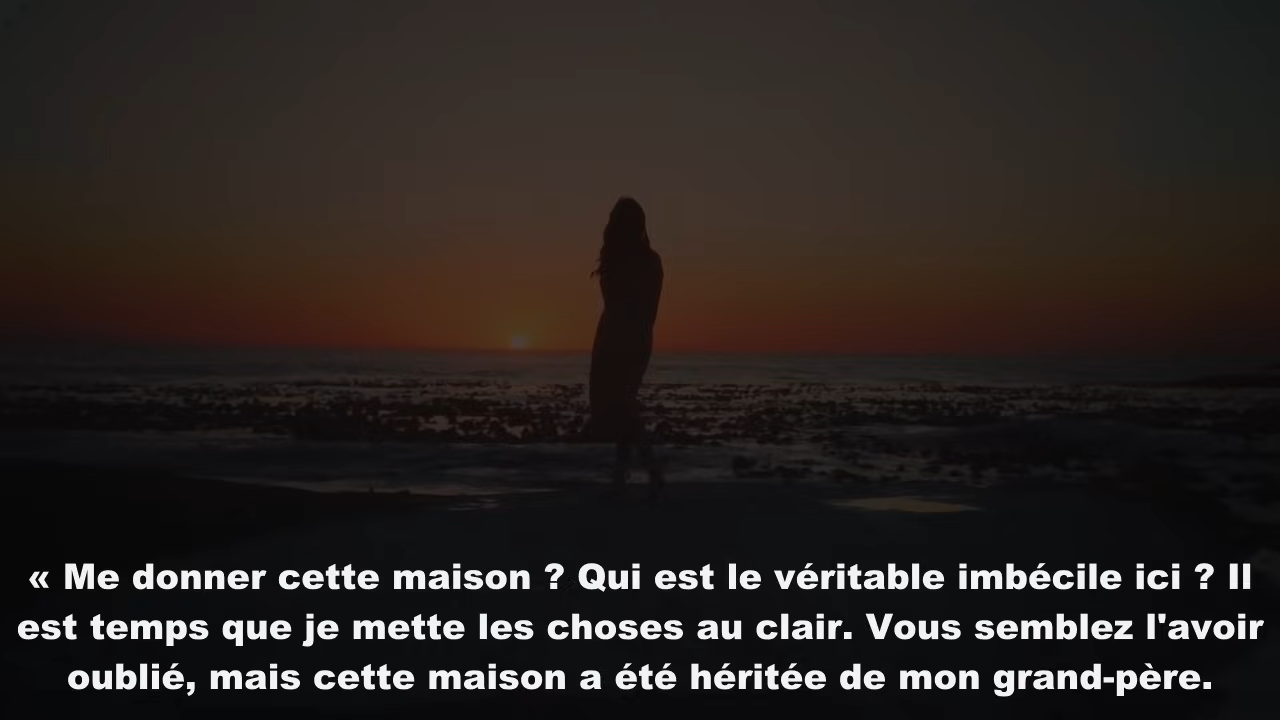 « Me donner cette maison ? Qui est le véritable imbécile ici ? Il
est temps que je mette les choses au clair. Vous semblez l'avoir
oublié, mais cette maison a été héritée de mon grand-père.